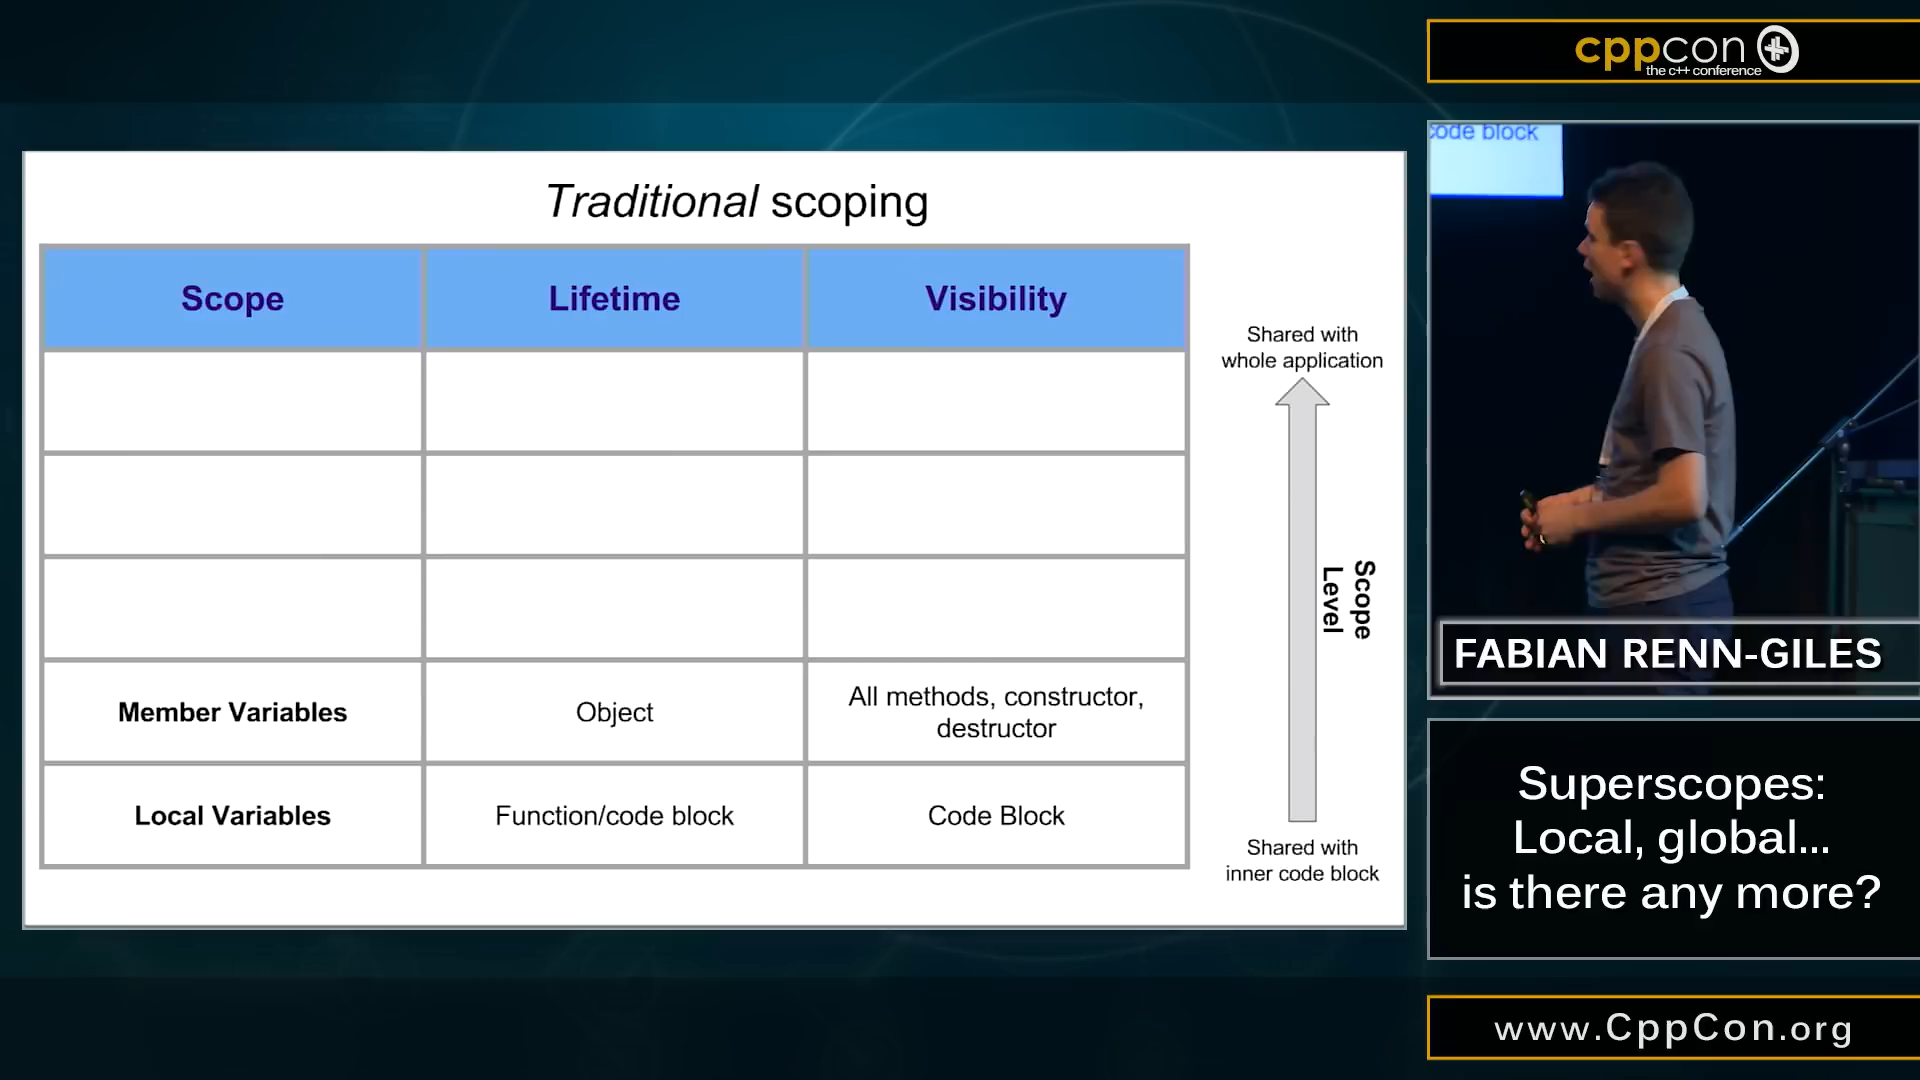 cppcon
the c++ conference
code block
Traditional scoping
Scope
Lifetime
Visibility
Shared with
whole application
Member Variables
Object
All methods, constructor,
destructor
Scope
Level
Local Variables
Function/code block
Code Block
Shared with
inner code block
FABIAN RENN-GILES
Superscopes:
Local, global...
is there any more?
www.CppCon.org